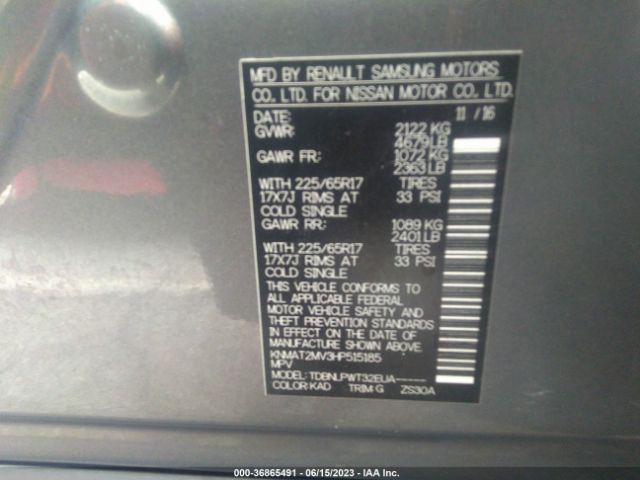 MFD BY RENAULT SAMSUNG MOTORS
CO. LTD. FOR NISSAN MOTOR CO. LTD.
DATE: 11 / 16
GVWR: 2122 KG
4679 LB
GAWR FR: 1072 KG
2363 LB
WITH 225/65R17 TIRES
17X7J RIMS AT 33 PSI
COLD SINGLE
GAWR RR: 1089 KG
2401 LB
WITH 225/65R17 TIRES
17X7J RIMS AT 33 PSI
COLD SINGLE
THIS VEHICLE CONFORMS TO
ALL APPLICABLE FEDERAL
MOTOR VEHICLE SAFETY AND
THEFT PREVENTION STANDARDS
IN EFFECT ON THE DATE OF
MANUFACTURE SHOWN ABOVE.
KNMAT2MV3HP515185
MPV
MODEL: TDBNLPWT32EUA-----
COLOR: KAD TRIM: G ZS30A
000-36865491 - 06/15/2023 - IAA Inc.